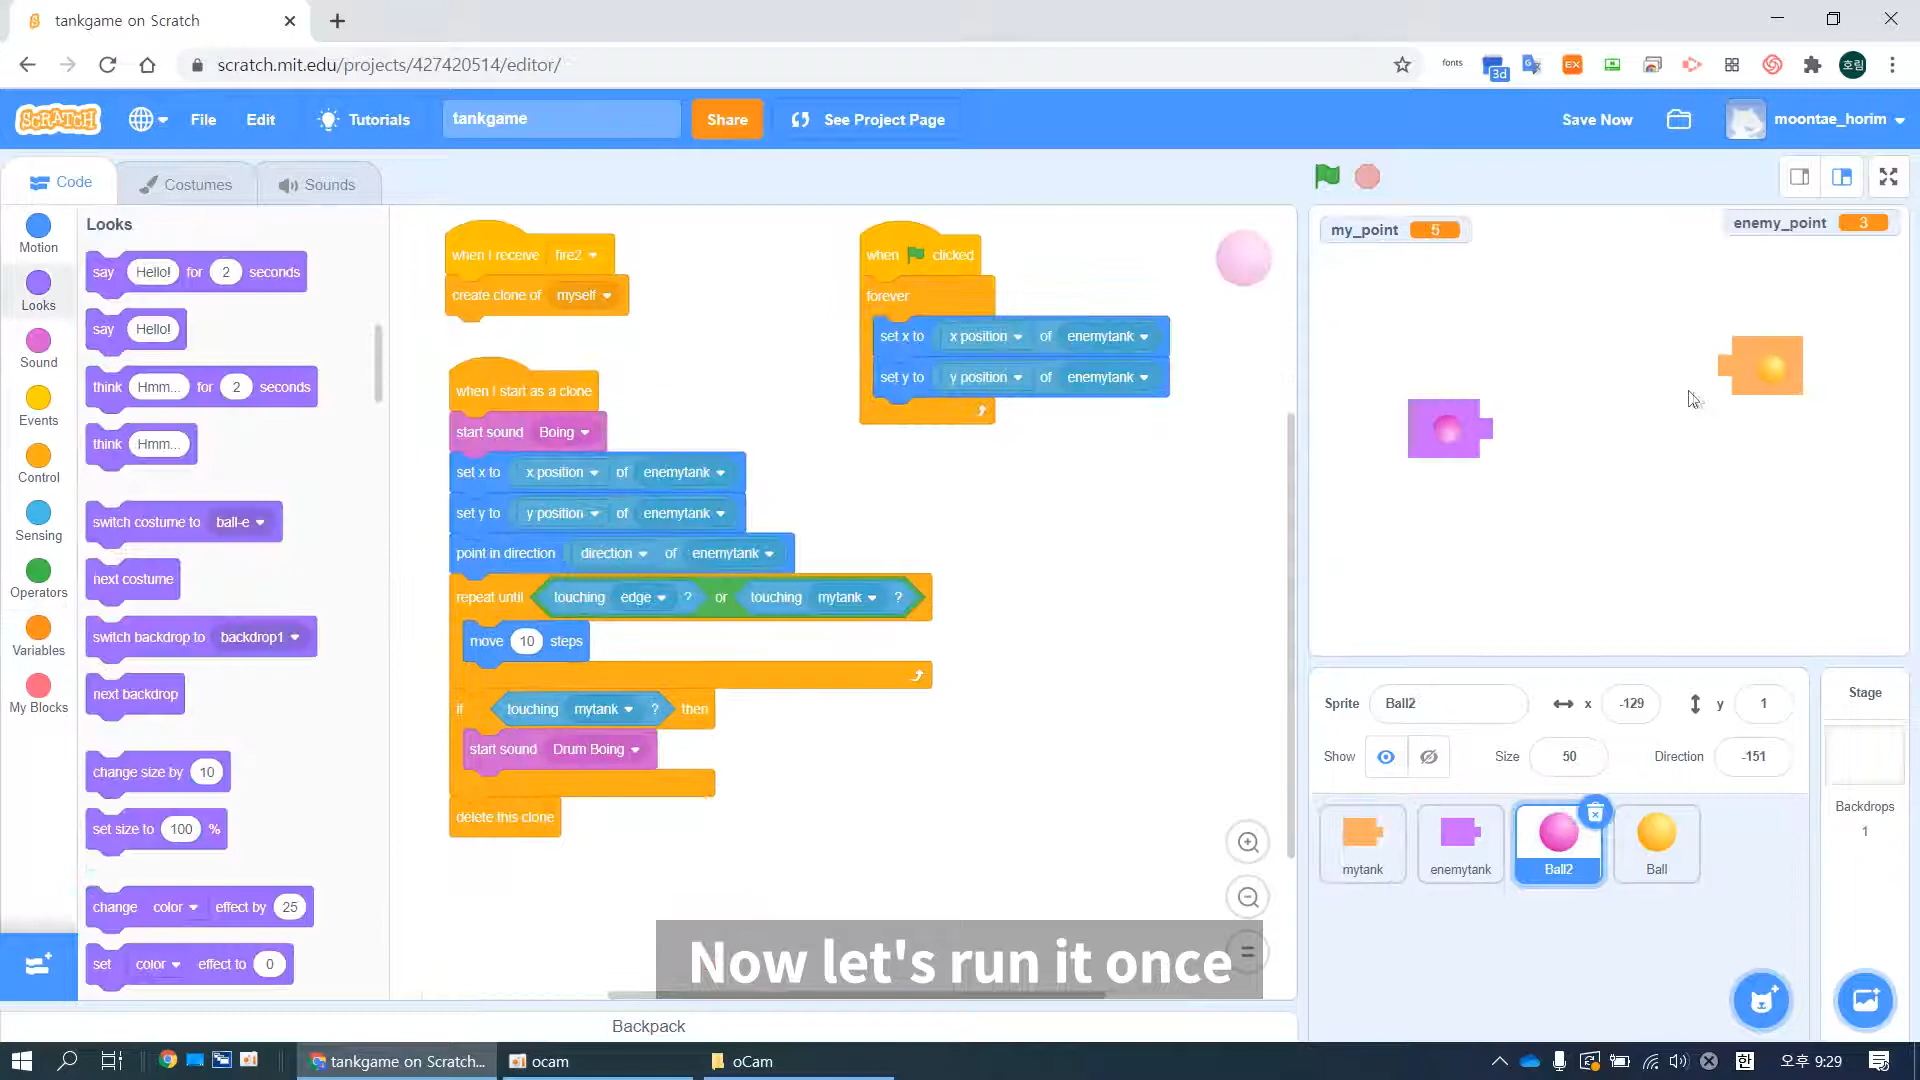 tankgame on Scratch
scratch.mit.edu/projects/427420514/editor/
fonts
3d
EX
호림
SCRATCH
File
Edit
Tutorials
tankgame
Share
See Project Page
Save Now
moontae_horim
Code
Costumes
Sounds
Motion
Looks
Sound
Events
Control
Sensing
Operators
Variables
My Blocks
Looks
say Hello! for 2 seconds
say Hello!
think Hmm... for 2 seconds
think Hmm...
switch costume to ball-e
next costume
switch backdrop to backdrop1
next backdrop
change size by 10
set size to 100 %
change color effect by 25
set color effect to 0
when I receive fire2
create clone of myself
when I start as a clone
start sound Boing
set x to x position of enemytank
set y to y position of enemytank
point in direction direction of enemytank
repeat until touching edge ? or touching mytank ?
move 10 steps
if touching mytank ? then
start sound Drum Boing
delete this clone
when clicked
forever
set x to x position of enemytank
set y to y position of enemytank
my_point 5
enemy_point 3
Sprite Ball2 x -129 y 1
Show Size 50 Direction -151
mytank
enemytank
Ball2
Ball
Stage
Backdrops
1
Now let's run it once
Backpack
tankgame on Scratch...
ocam
oCam
한
오후 9:29